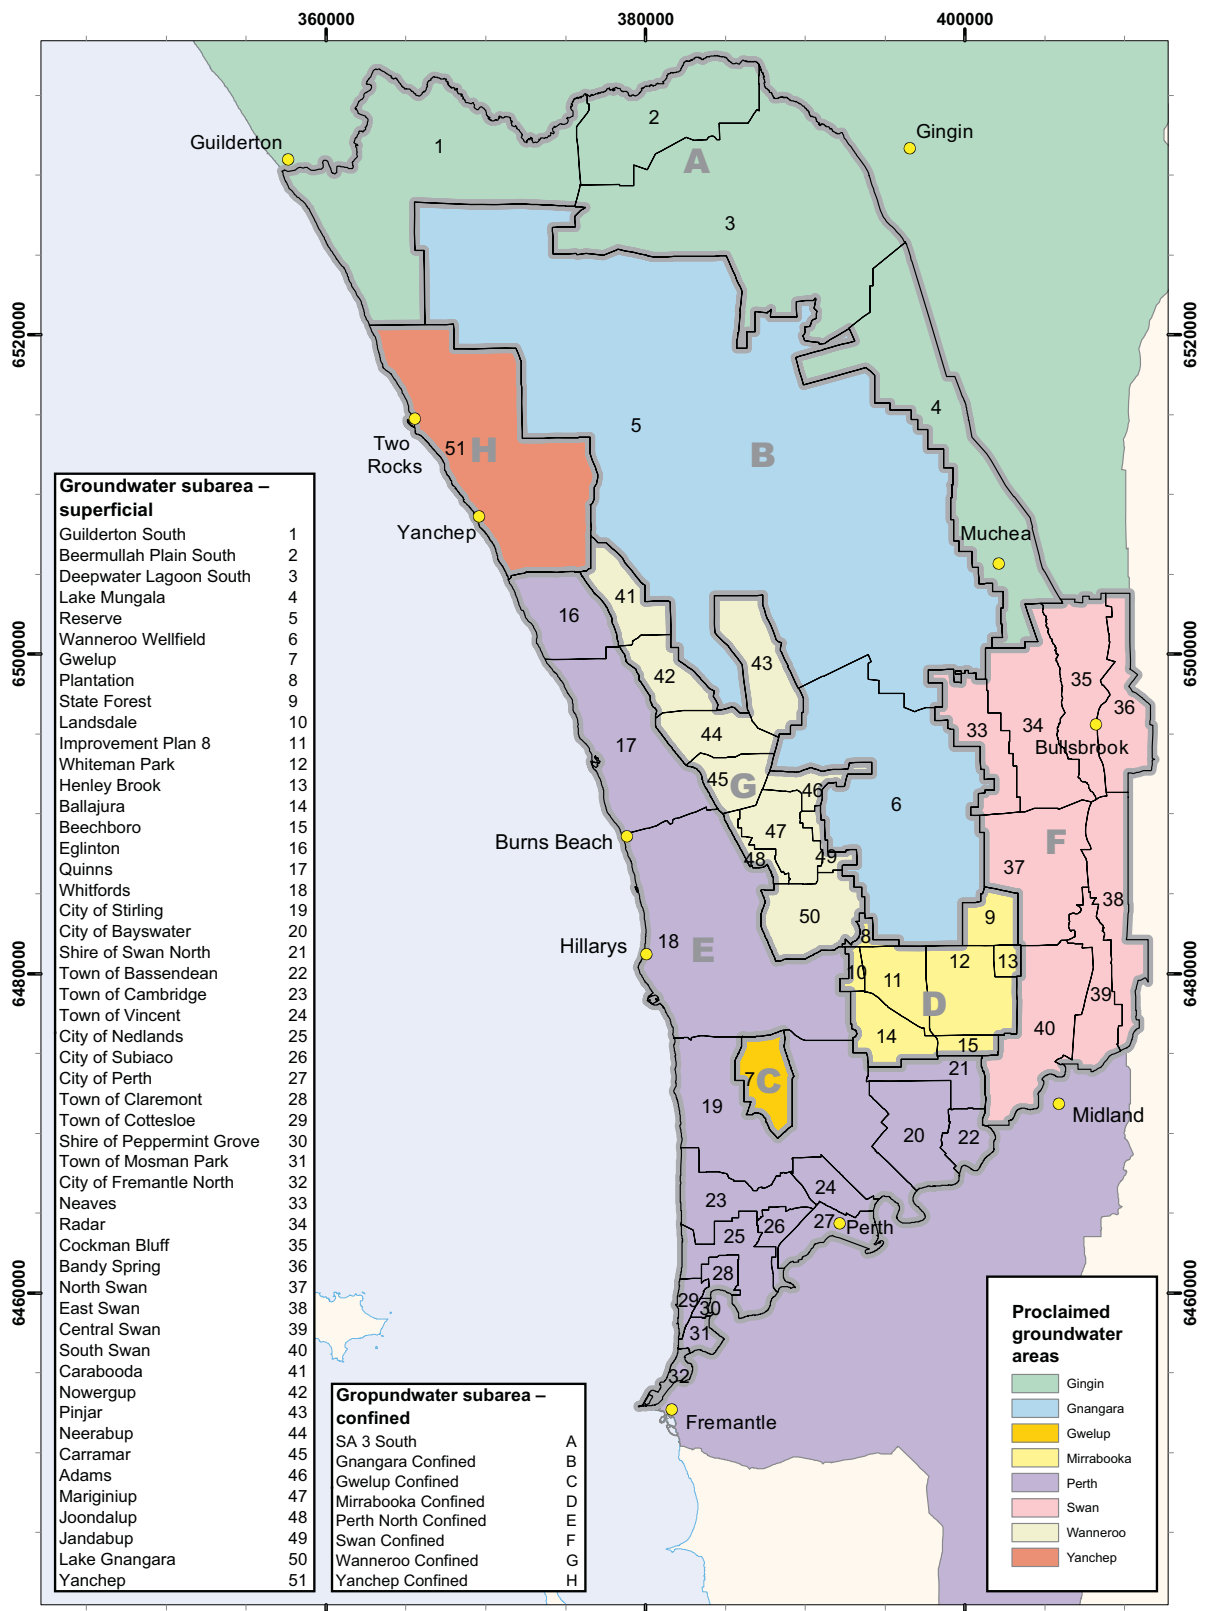 360000 380000 400000
Guilderton
Gingin
1
2
A
3
6520000
6520000
4
5
B
Two
Rocks
51 H
Yanchep
Muchea
41
16
6500000
6500000
42
43
35
36
34
33
Bullsbrook
44
17
45 G
46
6
47
F
Burns Beach
48
49
37
38
50
9
8
Hillarys
18 E
12
13
10
11
6480000
6480000
D
39
40
14
15
21
7 C
19
Midland
20
22
24
23
27 Perth
26
25
28
6460000
6460000
29
30
31
32
Fremantle
Groundwater subarea –
superficial
Guilderton South 1
Beermullah Plain South 2
Deepwater Lagoon South 3
Lake Mungala 4
Reserve 5
Wanneroo Wellfield 6
Gwelup 7
Plantation 8
State Forest 9
Landsdale 10
Improvement Plan 8 11
Whiteman Park 12
Henley Brook 13
Ballajura 14
Beechboro 15
Eglinton 16
Quinns 17
Whitfords 18
City of Stirling 19
City of Bayswater 20
Shire of Swan North 21
Town of Bassendean 22
Town of Cambridge 23
Town of Vincent 24
City of Nedlands 25
City of Subiaco 26
City of Perth 27
Town of Claremont 28
Town of Cottesloe 29
Shire of Peppermint Grove 30
Town of Mosman Park 31
City of Fremantle North 32
Neaves 33
Radar 34
Cockman Bluff 35
Bandy Spring 36
North Swan 37
East Swan 38
Central Swan 39
South Swan 40
Carabooda 41
Nowergup 42
Pinjar 43
Neerabup 44
Carramar 45
Adams 46
Mariginiup 47
Joondalup 48
Jandabup 49
Lake Gnangara 50
Yanchep 51
Gropundwater subarea –
confined
SA 3 South A
Gnangara Confined B
Gwelup Confined C
Mirrabooka Confined D
Perth North Confined E
Swan Confined F
Wanneroo Confined G
Yanchep Confined H
Proclaimed
groundwater
areas
Gingin
Gnangara
Gwelup
Mirrabooka
Perth
Swan
Wanneroo
Yanchep